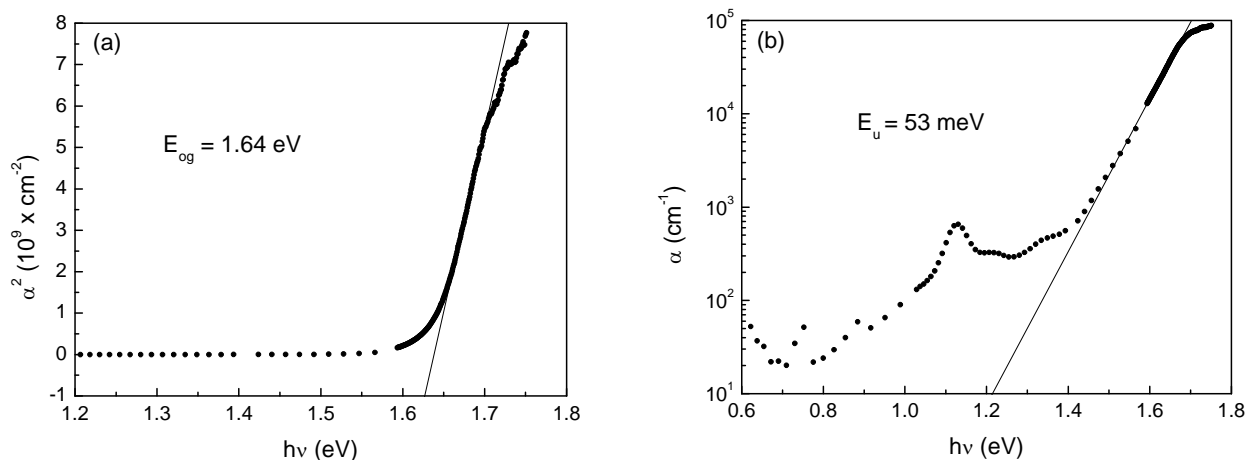 (a)
8
7
6
5
4
3
2
1
0
-1
α² (10⁹ x cm⁻²)
E_og = 1.64 eV
1.2 1.3 1.4 1.5 1.6 1.7 1.8
hν (eV)
(b)
10⁵
10⁴
10³
10²
10¹
α (cm⁻¹)
E_u = 53 meV
0.6 0.8 1.0 1.2 1.4 1.6 1.8
hν (eV)